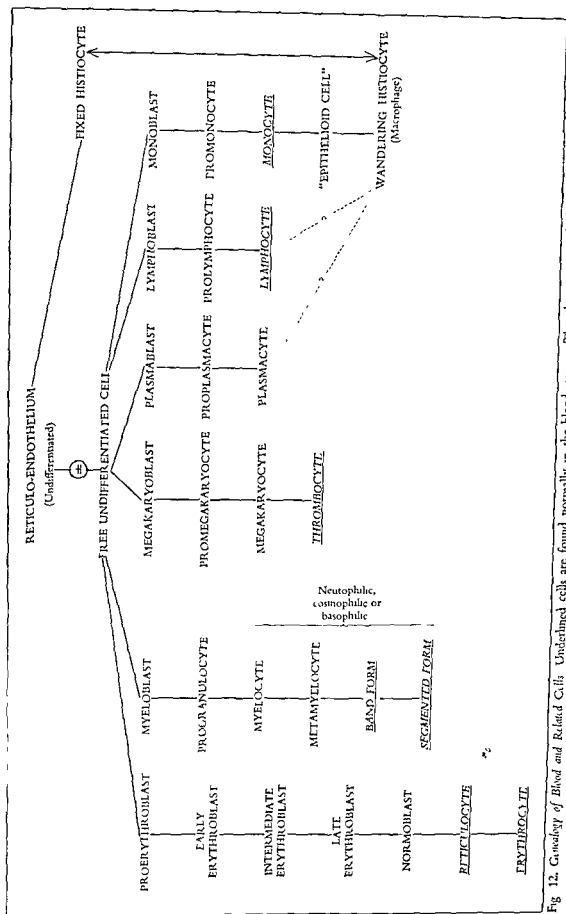 RETICULO-ENDOTHELIUM
(Undifferentiated)
FIXED HISTIOCYTE
FREE UNDIFFERENTIATED CELL
PROERYTHROBLAST
EARLY
ERYTHROBLAST
INTERMEDIATE
ERYTHROBLAST
LATE
ERYTHROBLAST
NORMOBLAST
RETICULOCYTE
ERYTHROCYTE
MYELOBLAST
PROGRANULOCYTE
MYELOCYTE
METAMYELOCYTE
BAND FORM
SEGMENTED FORM
Neutrophilic,
eosinophilic or
basophilic
MEGAKARYOBLAST
PROMEGAKARYOCYTE
MEGAKARYOCYTE
THROMBOCYTE
PLASMABLAST
PROPLASMACYTE
PLASMACYTE
LYMPHOBLAST
PROLYMPHOCYTE
LYMPHOCYTE
MONOBLAST
PROMONOCYTE
MONOCYTE
"EPITHELIOID CELL"
WANDERING HISTIOCYTE
(Macrophage)
Fig 12. Genealogy of Blood and Related Cells Underlined cells are found normally in the blood